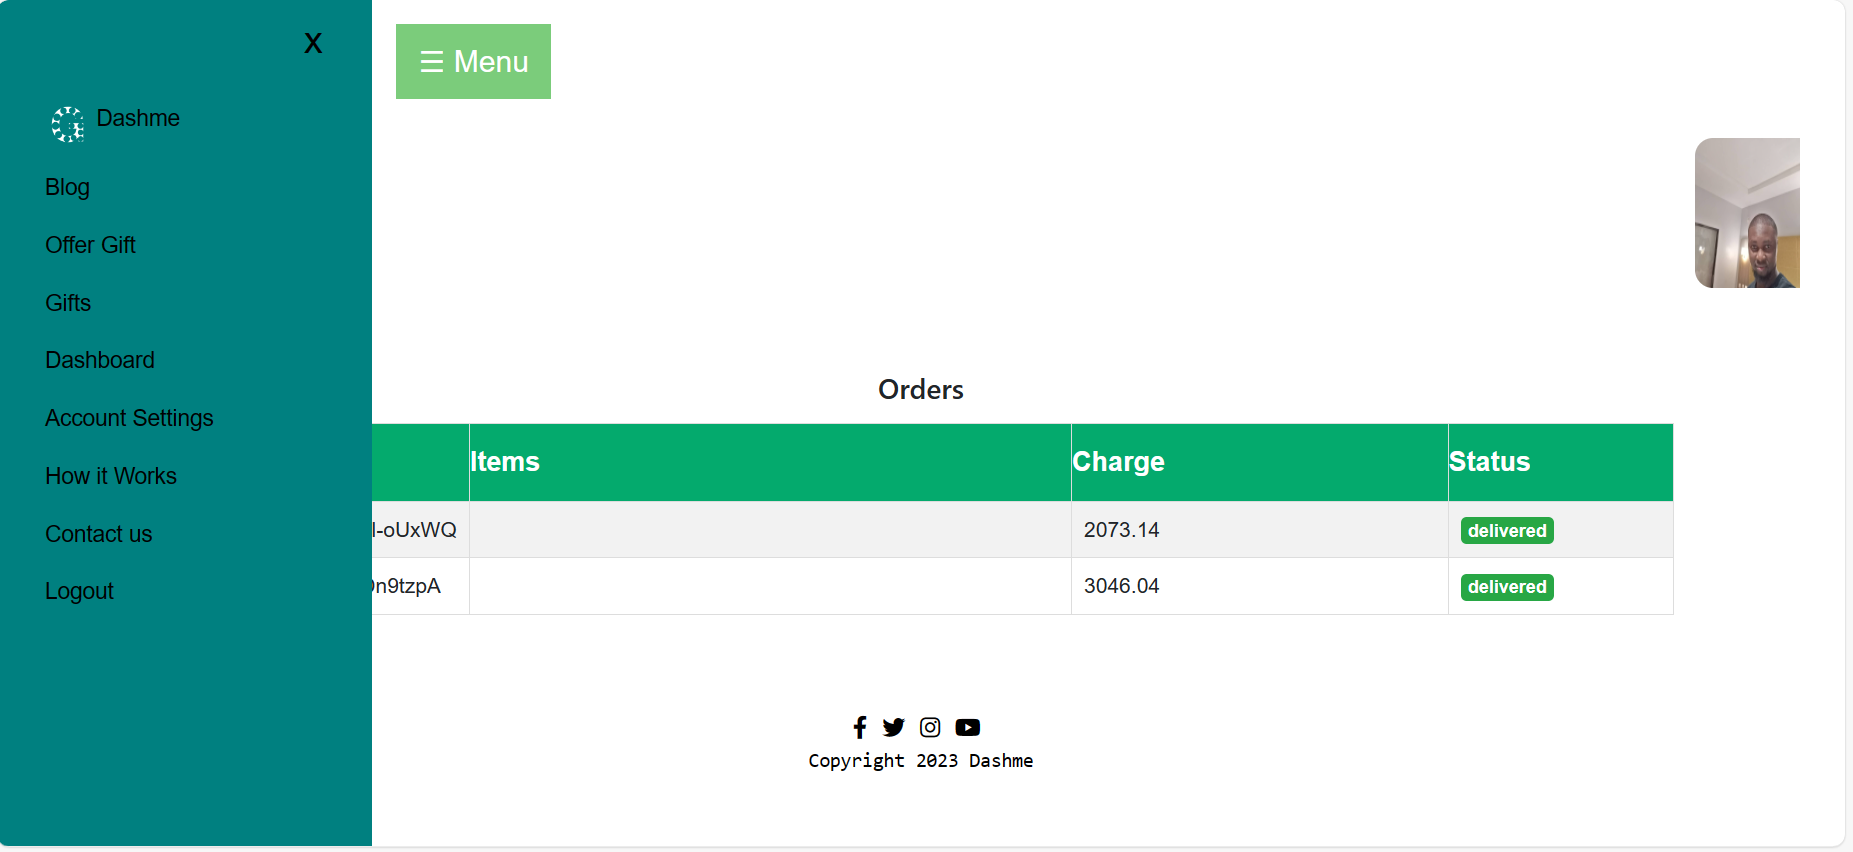 X
☰ Menu
Dashme
Blog
Offer Gift
Gifts
Dashboard
Account Settings
How it Works
Contact us
Logout
Orders
Items Charge Status
l-oUxWQ 2073.14 delivered
n9tzpA 3046.04 delivered
Copyright 2023 Dashme